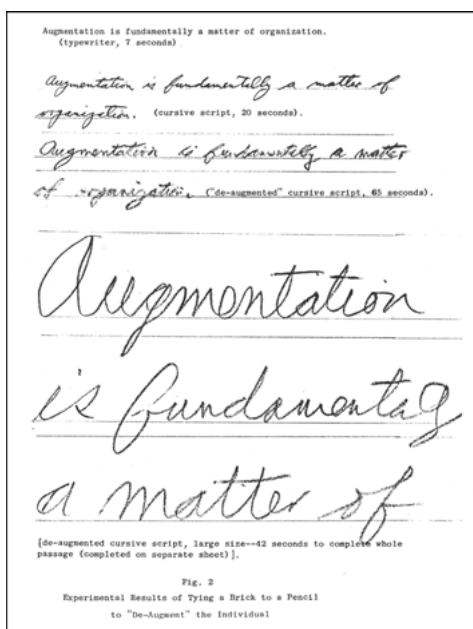 Augmentation is fundamentally a matter of organization.
(typewriter, 7 seconds)
Augmentation is fundamentally a matter of
organization. (cursive script, 20 seconds).
Augmentation is fundamentally a matter
of organization. ("de-augmented" cursive script, 65 seconds).
Augmentation
is fundamentag
a matter of
[de-augmented cursive script, large size--42 seconds to complete whole
passage (completed on separate sheet)].
Fig. 2
Experimental Results of Tying a Brick to a Pencil
to "De-Augment" the Individual